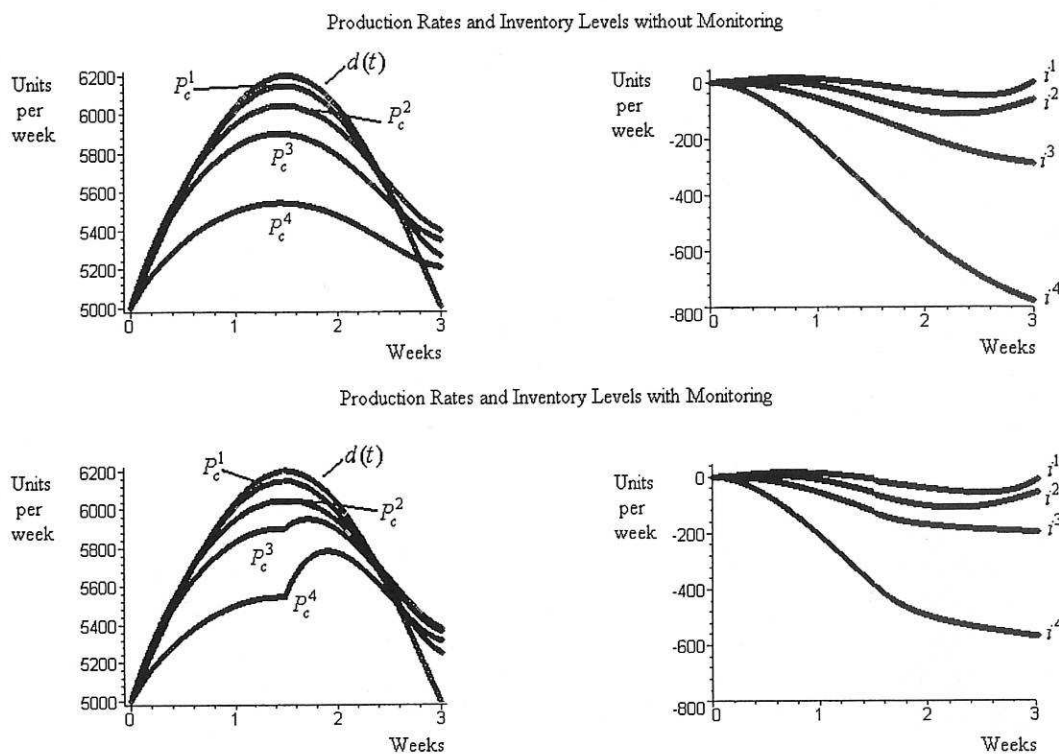 Production Rates and Inventory Levels without Monitoring
Units
per
week
6200
6000
5800
5600
5400
5200
5000
0
1
2
3
Weeks
d(t)
P_c^1
P_c^2
P_c^3
P_c^4
Units
per
week
0
-200
-400
-600
-800
0
1
2
3
Weeks
i^1
i^2
i^3
i^4
Production Rates and Inventory Levels with Monitoring
Units
per
week
6200
6000
5800
5600
5400
5200
5000
0
1
2
3
Weeks
d(t)
P_c^1
P_c^2
P_c^3
P_c^4
Units
per
week
0
-200
-400
-600
-800
0
1
2
3
Weeks
i^1
i^2
i^3
i^4